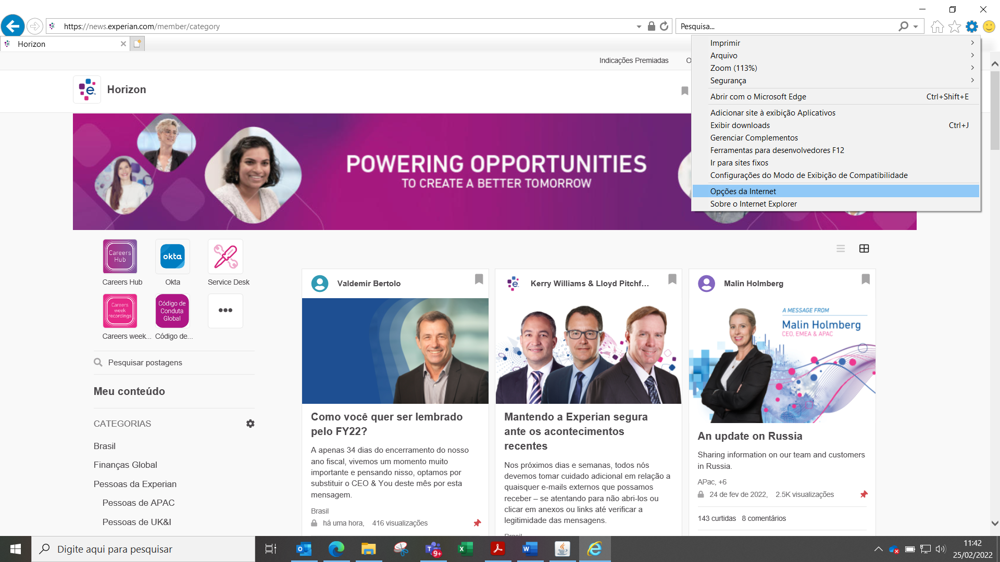 https://news.experian.com/member/category
Pesquisa...
Horizon
Imprimir
Arquivo
Zoom (113%)
Segurança
Abrir com o Microsoft Edge Ctrl+Shift+E
Adicionar site à exibição Aplicativos
Exibir downloads Ctrl+J
Gerenciar Complementos
Ferramentas para desenvolvedores F12
Ir para sites fixos
Configurações do Modo de Exibição de Compatibilidade
Opções da Internet
Sobre o Internet Explorer
Indicações Premiadas O
e Horizon
POWERING OPPORTUNITIES
TO CREATE A BETTER TOMORROW
Careers
Hub
okta
Careers Hub Okta Service Desk
Careers
week
recordings
Código de
Conduta
Global
Careers week... Código de...
Pesquisar postagens
Meu conteúdo
CATEGORIAS
Brasil
Finanças Global
Pessoas da Experian
Pessoas de APAC
Pessoas de UK&I
Valdemir Bertolo
Como você quer ser lembrado
pelo FY22?
A apenas 34 dias do encerramento do nosso
ano fiscal, vivemos um momento muito
importante e pensando nisso, optamos por
substituir o CEO & You deste mês por esta
mensagem.
Brasil
há uma hora, 416 visualizações
Kerry Williams & Lloyd Pitchf...
Mantendo a Experian segura
ante os acontecimentos
recentes
Nos próximos dias e semanas, todos nós
devemos tomar cuidado adicional em relação a
quaisquer e-mails externos que possamos
receber – se atentando para não abri-los ou
clicar em anexos ou links até verificar a
legitimidade das mensagens.
Brasil
Malin Holmberg
A MESSAGE FROM
Malin Holmberg
CEO, EMEA & APAC
An update on Russia
Sharing information on our team and customers
in Russia.
APac, +6
24 de fev de 2022, 2.5K visualizações
143 curtidas 8 comentários
Digite aqui para pesquisar
9+
11:42
25/02/2022